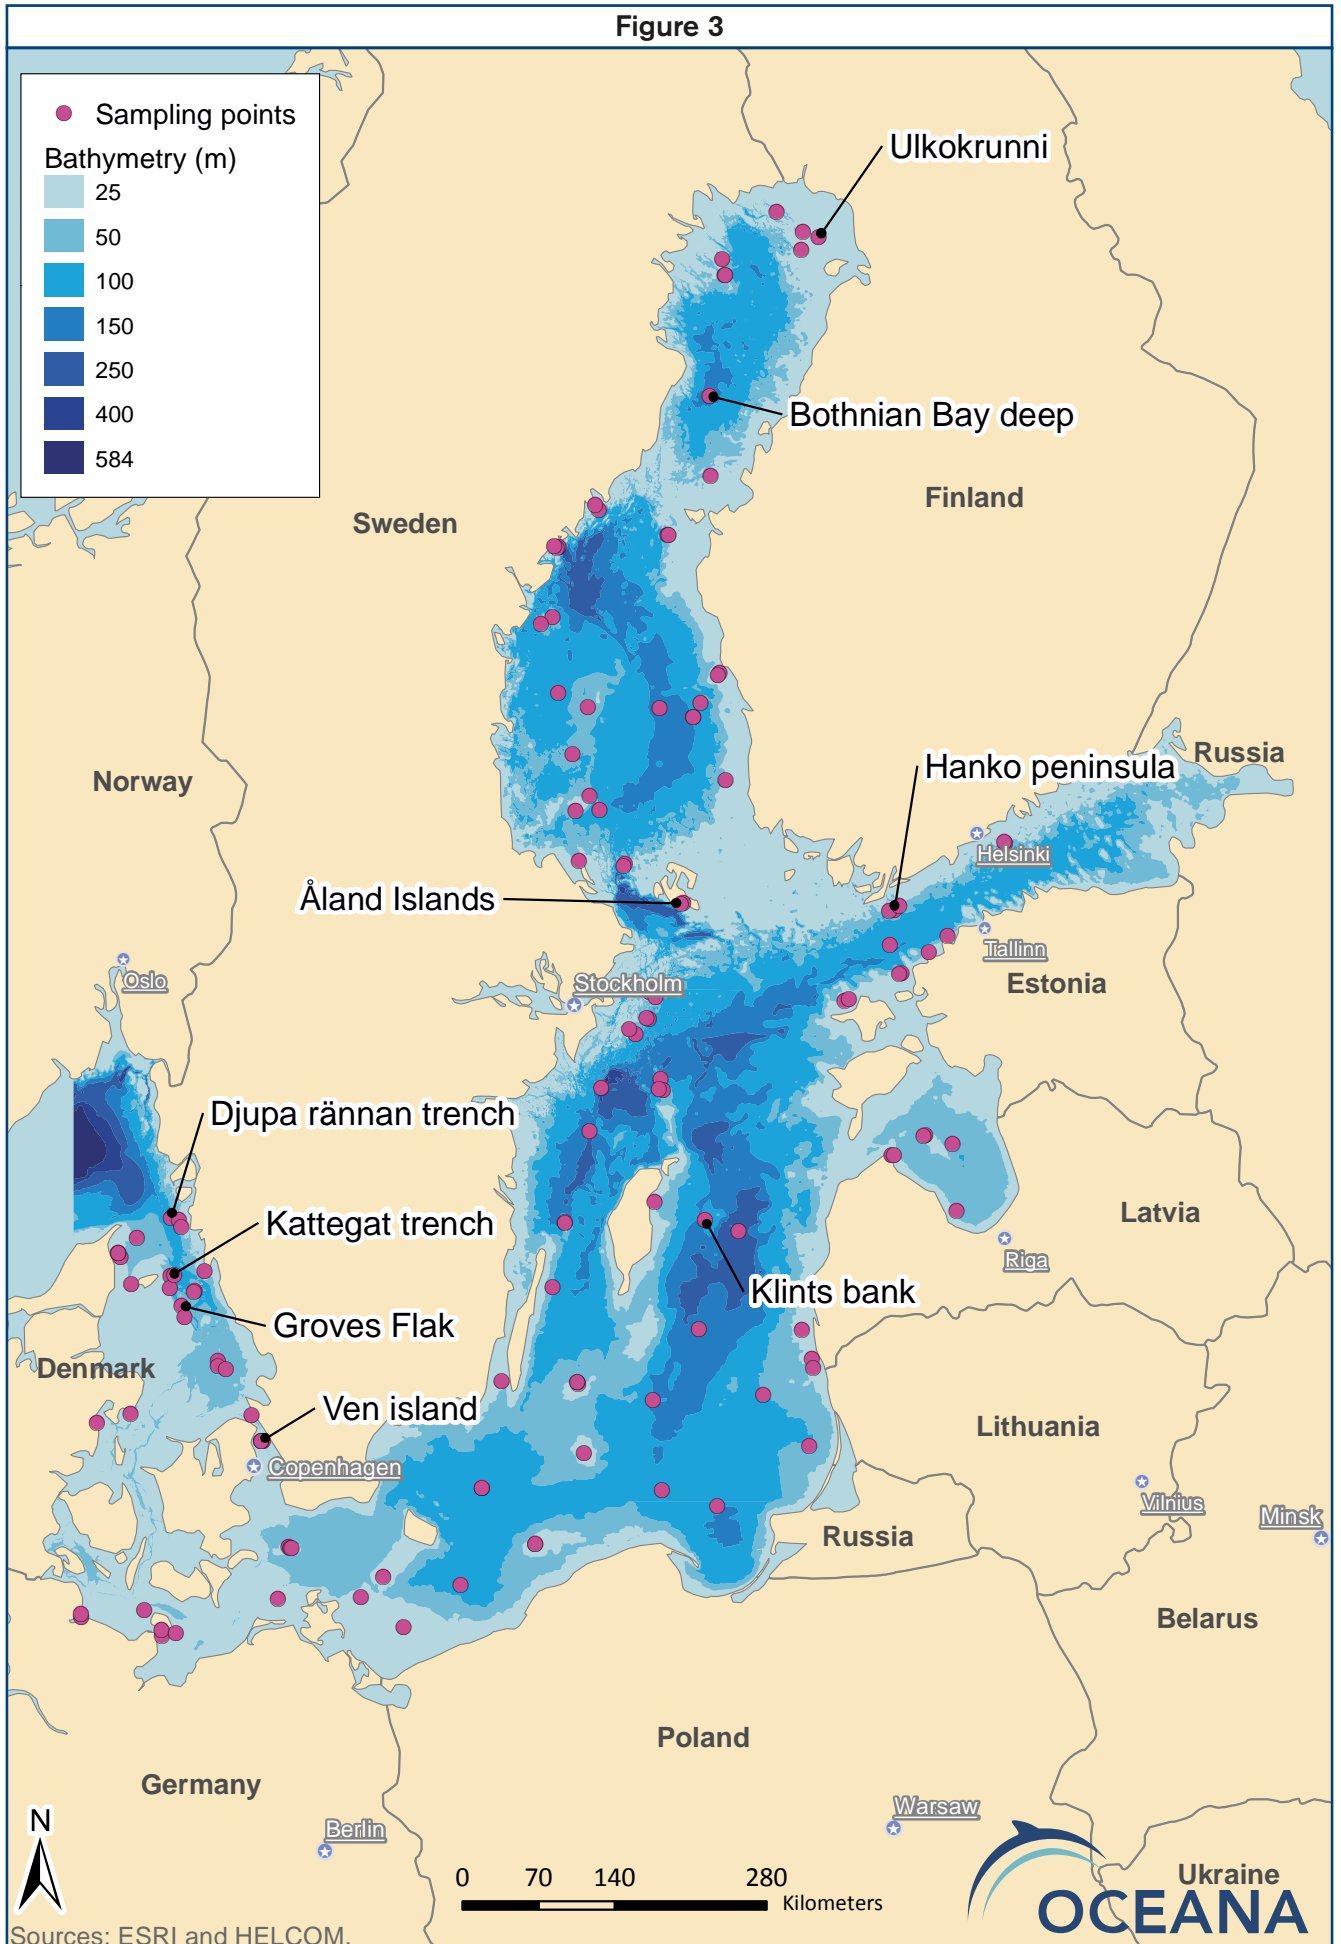 Figure 3
Sampling points
Bathymetry (m)
25
50
100
150
250
400
584
Ulkokrunni
Bothnian Bay deep
Finland
Sweden
Russia
Hanko peninsula
Norway
Helsinki
Åland Islands
Tallinn
Oslo
Stockholm
Estonia
Djupa rännan trench
Kattegat trench
Latvia
Riga
Klints bank
Groves Flak
Denmark
Ven island
Lithuania
Copenhagen
Vilnius
Minsk
Russia
Belarus
Poland
Germany
Warsaw
N
Berlin
0 70 140 280
Kilometers
Ukraine
OCEANA
Sources: ESRI and HELCOM.